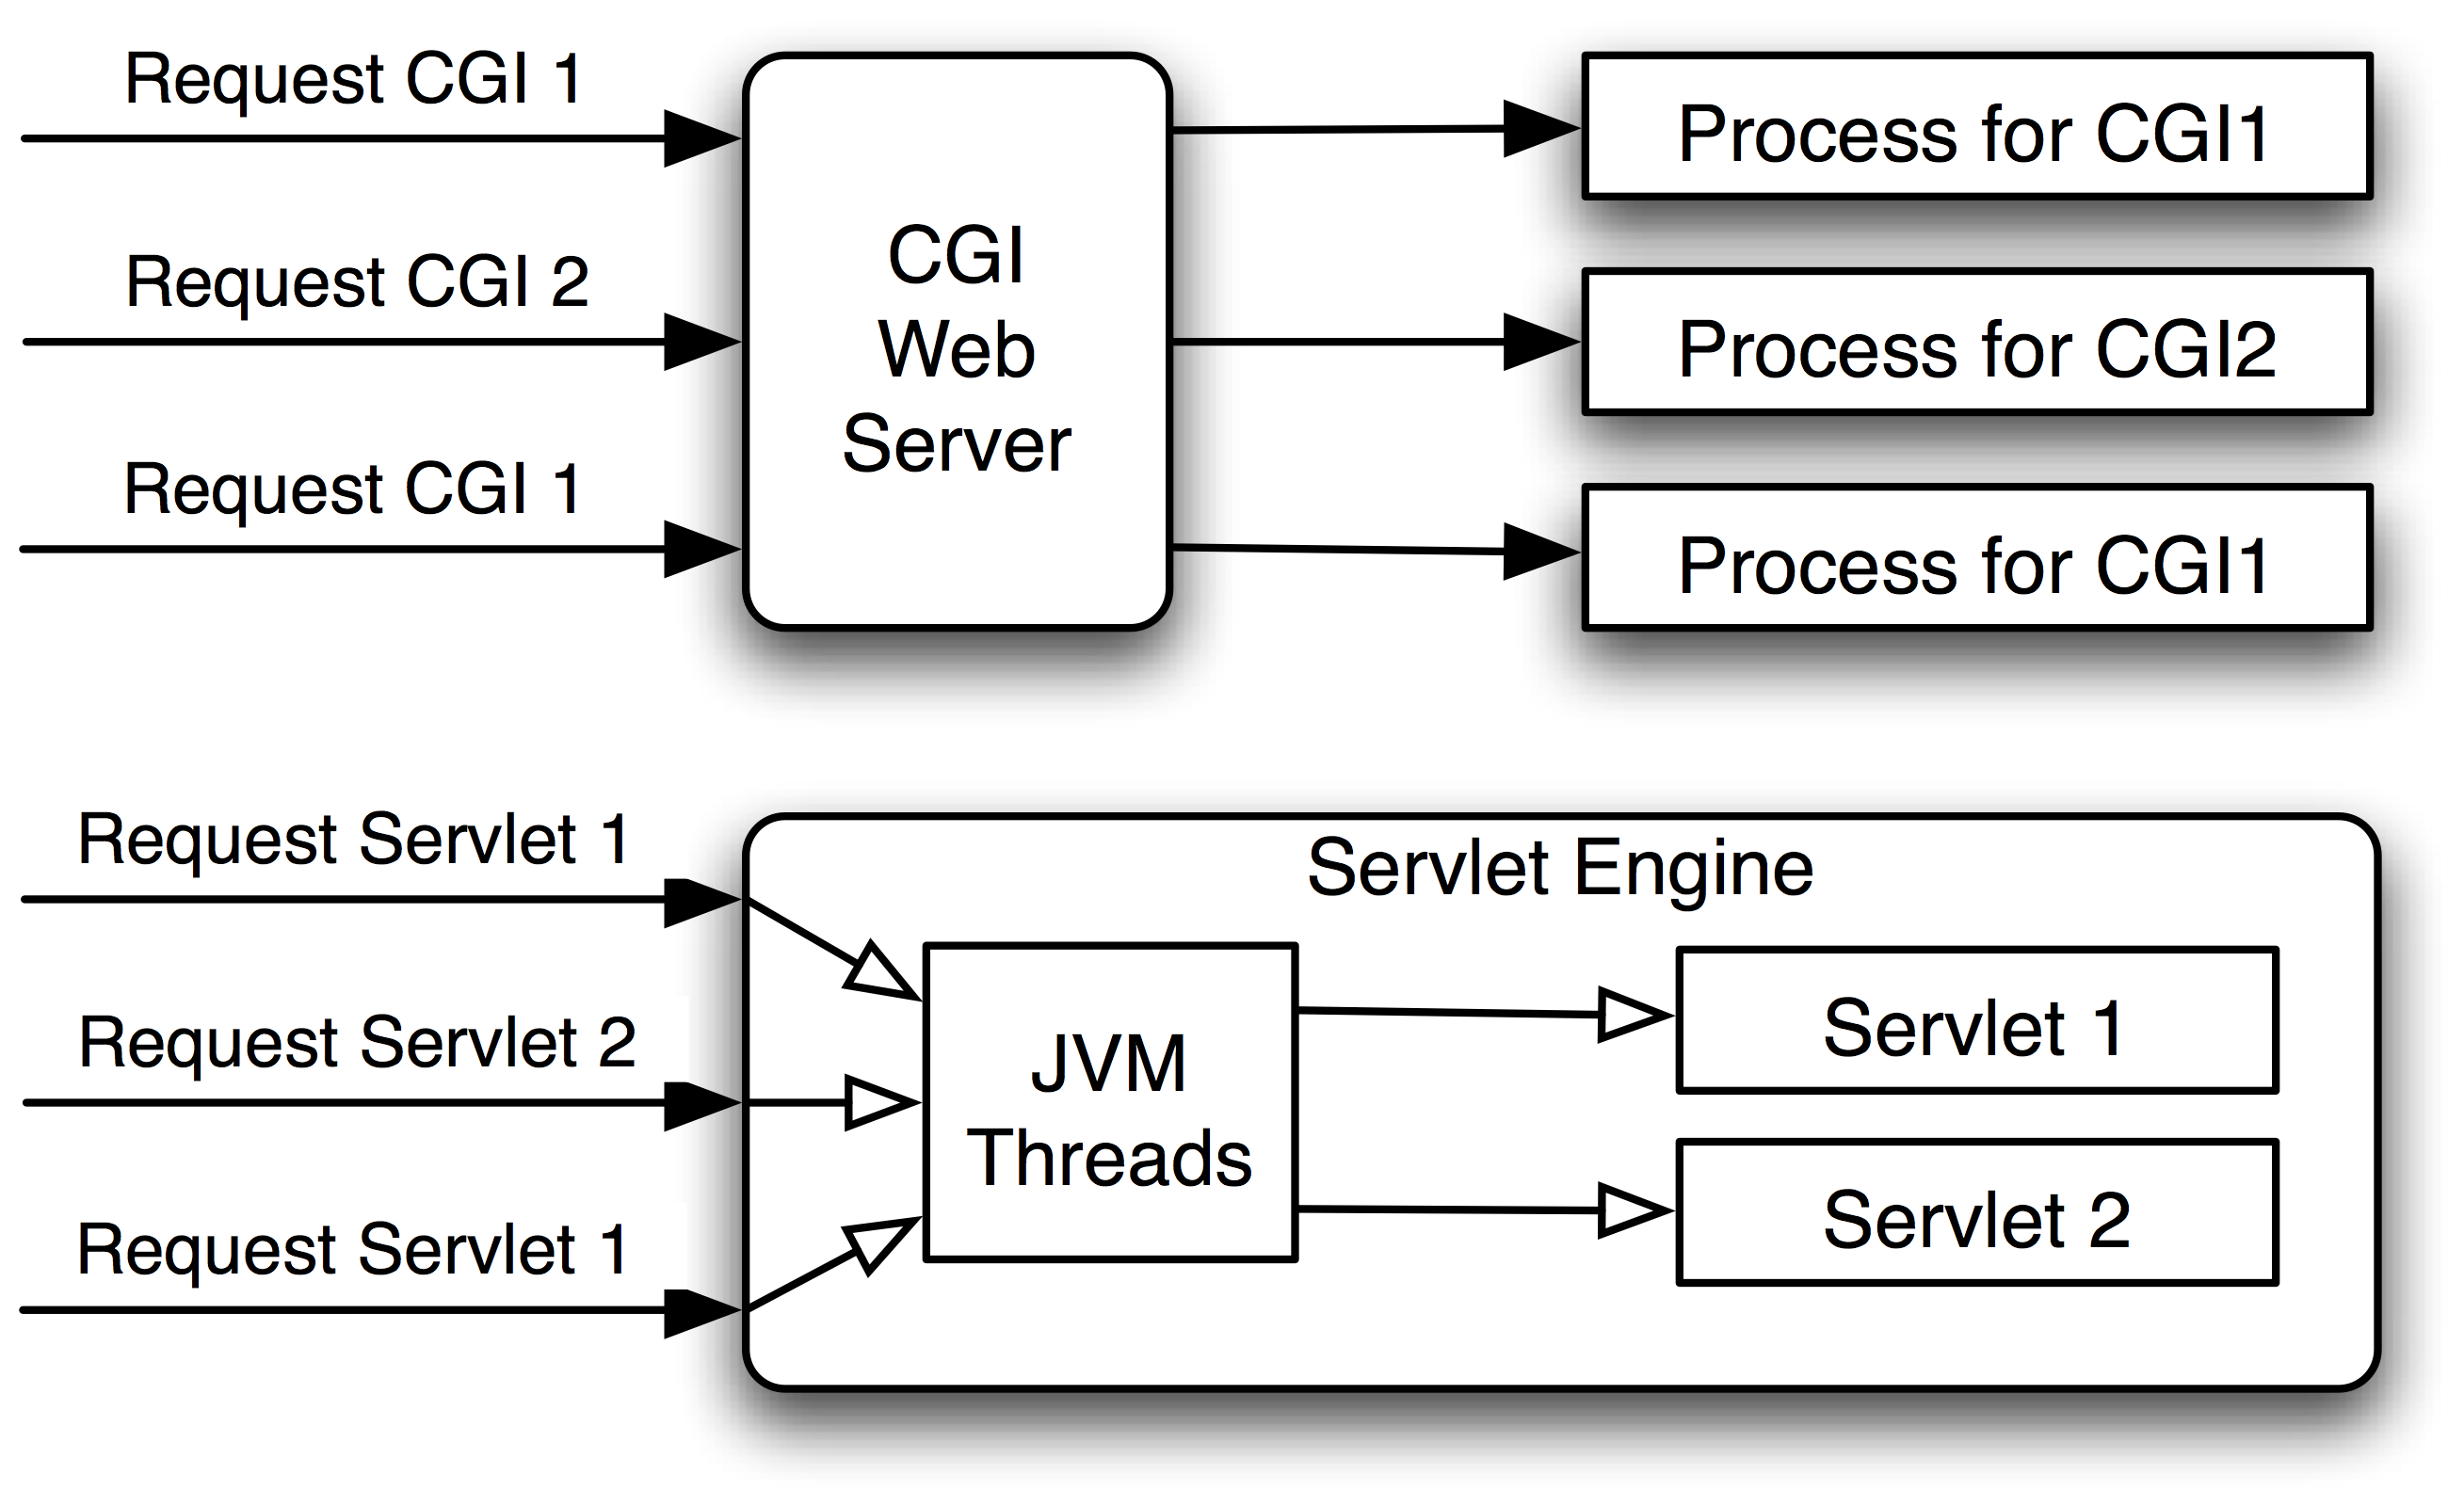 Request CGI 1
Request CGI 2
Request CGI 1
CGI
Web
Server
Process for CGI1
Process for CGI2
Process for CGI1
Request Servlet 1
Request Servlet 2
Request Servlet 1
Servlet Engine
JVM
Threads
Servlet 1
Servlet 2